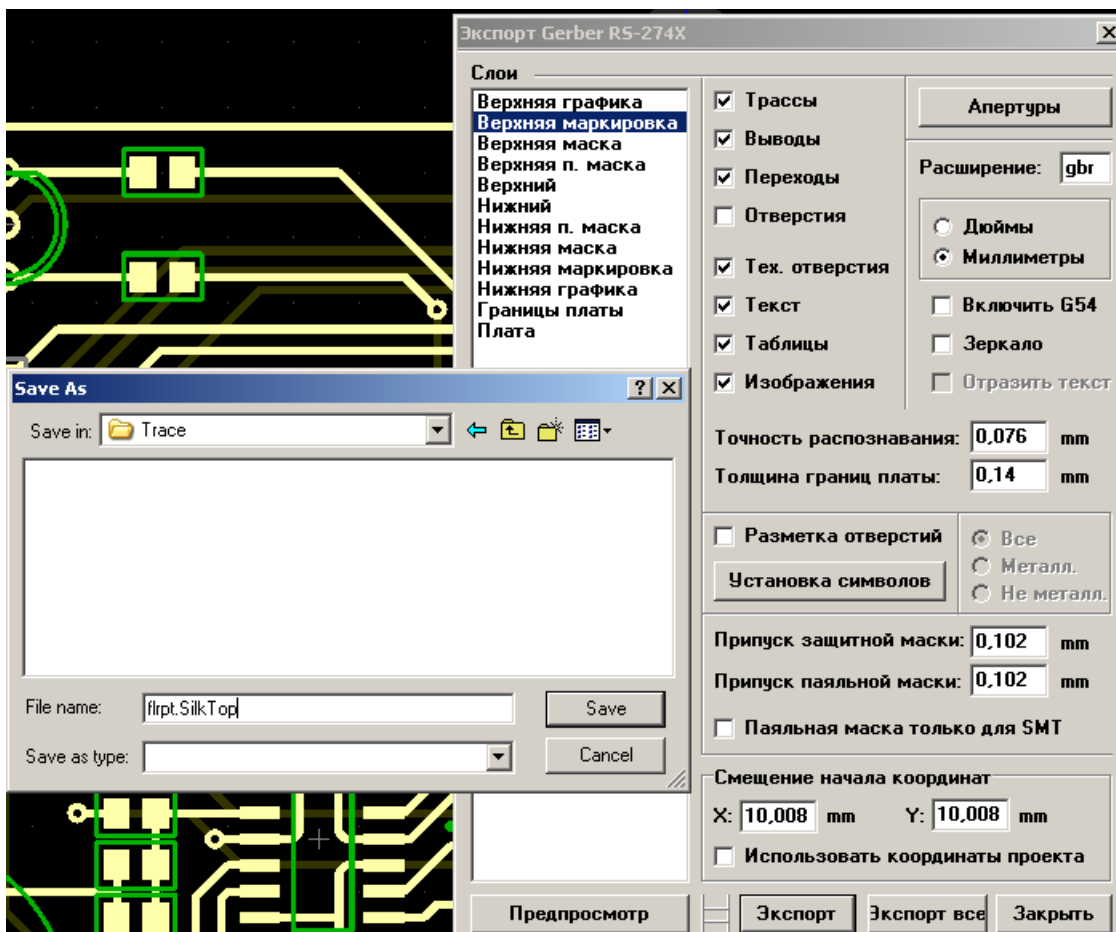 Экспорт Gerber RS-274X
Слои
Верхняя графика
Верхняя маркировка
Верхняя маска
Верхняя п. маска
Верхний
Нижний
Нижняя п. маска
Нижняя маска
Нижняя маркировка
Нижняя графика
Границы платы
Плата
Трассы
Выводы
Переходы
Отверстия
Тех. отверстия
Текст
Таблицы
Изображения
Апертуры
Расширение: gbr
Дюймы
Миллиметры
Включить G54
Зеркало
Отразить текст
Точность распознавания: 0,076 mm
Толщина границ платы: 0,14 mm
Разметка отверстий
Установка символов
Все
Металл.
Не металл.
Припуск защитной маски: 0,102 mm
Припуск паяльной маски: 0,102 mm
Паяльная маска только для SMT
Смещение начала координат
X: 10,008 mm Y: 10,008 mm
Использовать координаты проекта
Предпросмотр
Экспорт
Экспорт все
Закрыть
Save As
Save in: Trace
File name: flrpt.SilkTop
Save
Save as type:
Cancel